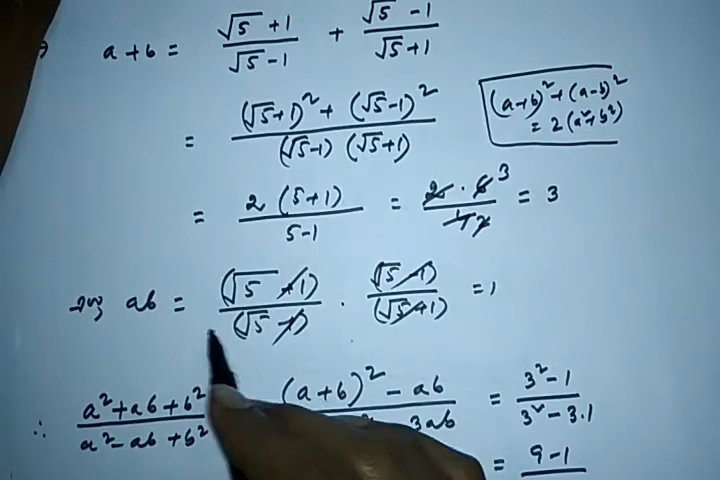 a + b = (√5 + 1)/(√5 - 1) + (√5 - 1)/(√5 + 1)
(a+b)² + (a-b)² = 2(a²+b²)
= ((√5+1)² + (√5-1)²)/((√5-1)(√5+1))
= 2(5+1)/(5-1) = (2 · 6 3)/(4 2) = 3
ab = (√5 + 1)/(√5 - 1) · (√5 - 1)/(√5 + 1) = 1
∴ (a² + ab + b²)/(a² - ab + b²) (a+b)² - ab / 3ab = (3² - 1)/(3² - 3.1)
= 9 - 1